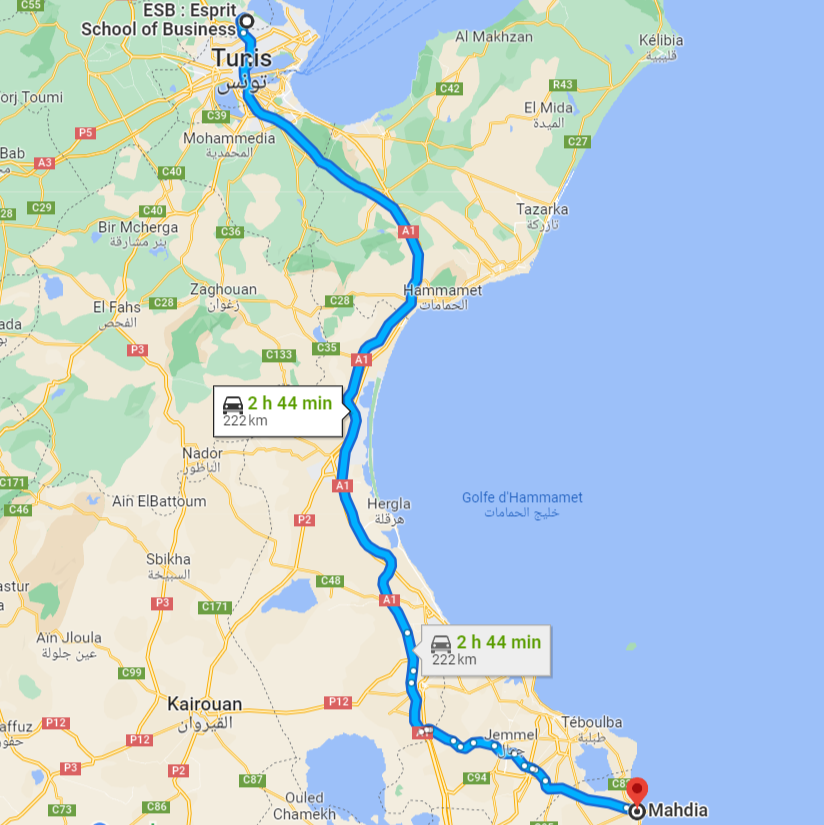 C55
ESB : Esprit
School of Business
Tunis
تونس
Al Makhzan
Kélibia
قليبية
C42
R43
orj Toumi
El Mida
الميدة
C39
P5
Mohammedia
المحمدية
C27
Bab
A3
C40
C29
28
C40
Tazarka
تازركة
Bir Mcherga
بئر مشارقة
C36
A1
Zaghouan
زغوان
Hammamet
الحمامات
C28
C28
El Fahs
الفحص
ada
P3
C133
C35
A1
2 h 44 min
222 km
Nador
الناظور
C171
A1
C46
Ain ElBattoum
Hergla
هرقلة
Golfe d'Hammamet
خليج الحمامات
P2
Sbikha
السبيخة
astur
a
C48
P3
C171
A1
Aïn Jloula
عين جلولة
2 h 44 min
222 km
C99
Kairouan
القيروان
P12
affuz
P12
P12
Jemmel
جمال
Téboulba
طبلبة
P3
P2
C87
C94
C73
C86
Ouled
Chamekh
Mahdia